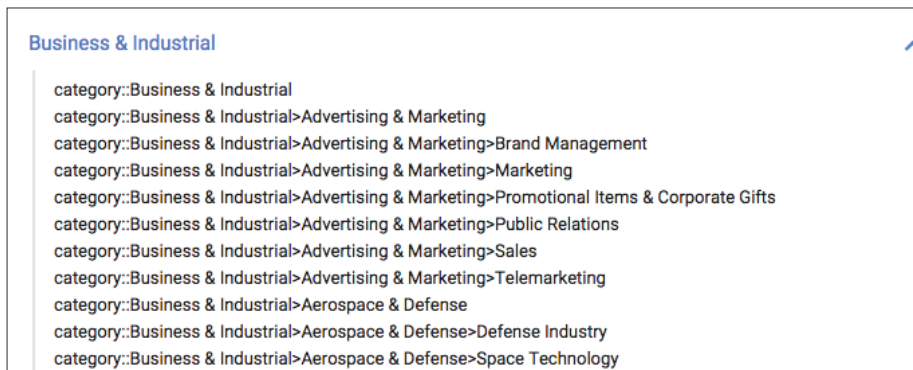 Business & Industrial
category::Business & Industrial
category::Business & Industrial>Advertising & Marketing
category::Business & Industrial>Advertising & Marketing>Brand Management
category::Business & Industrial>Advertising & Marketing>Marketing
category::Business & Industrial>Advertising & Marketing>Promotional Items & Corporate Gifts
category::Business & Industrial>Advertising & Marketing>Public Relations
category::Business & Industrial>Advertising & Marketing>Sales
category::Business & Industrial>Advertising & Marketing>Telemarketing
category::Business & Industrial>Aerospace & Defense
category::Business & Industrial>Aerospace & Defense>Defense Industry
category::Business & Industrial>Aerospace & Defense>Space Technology